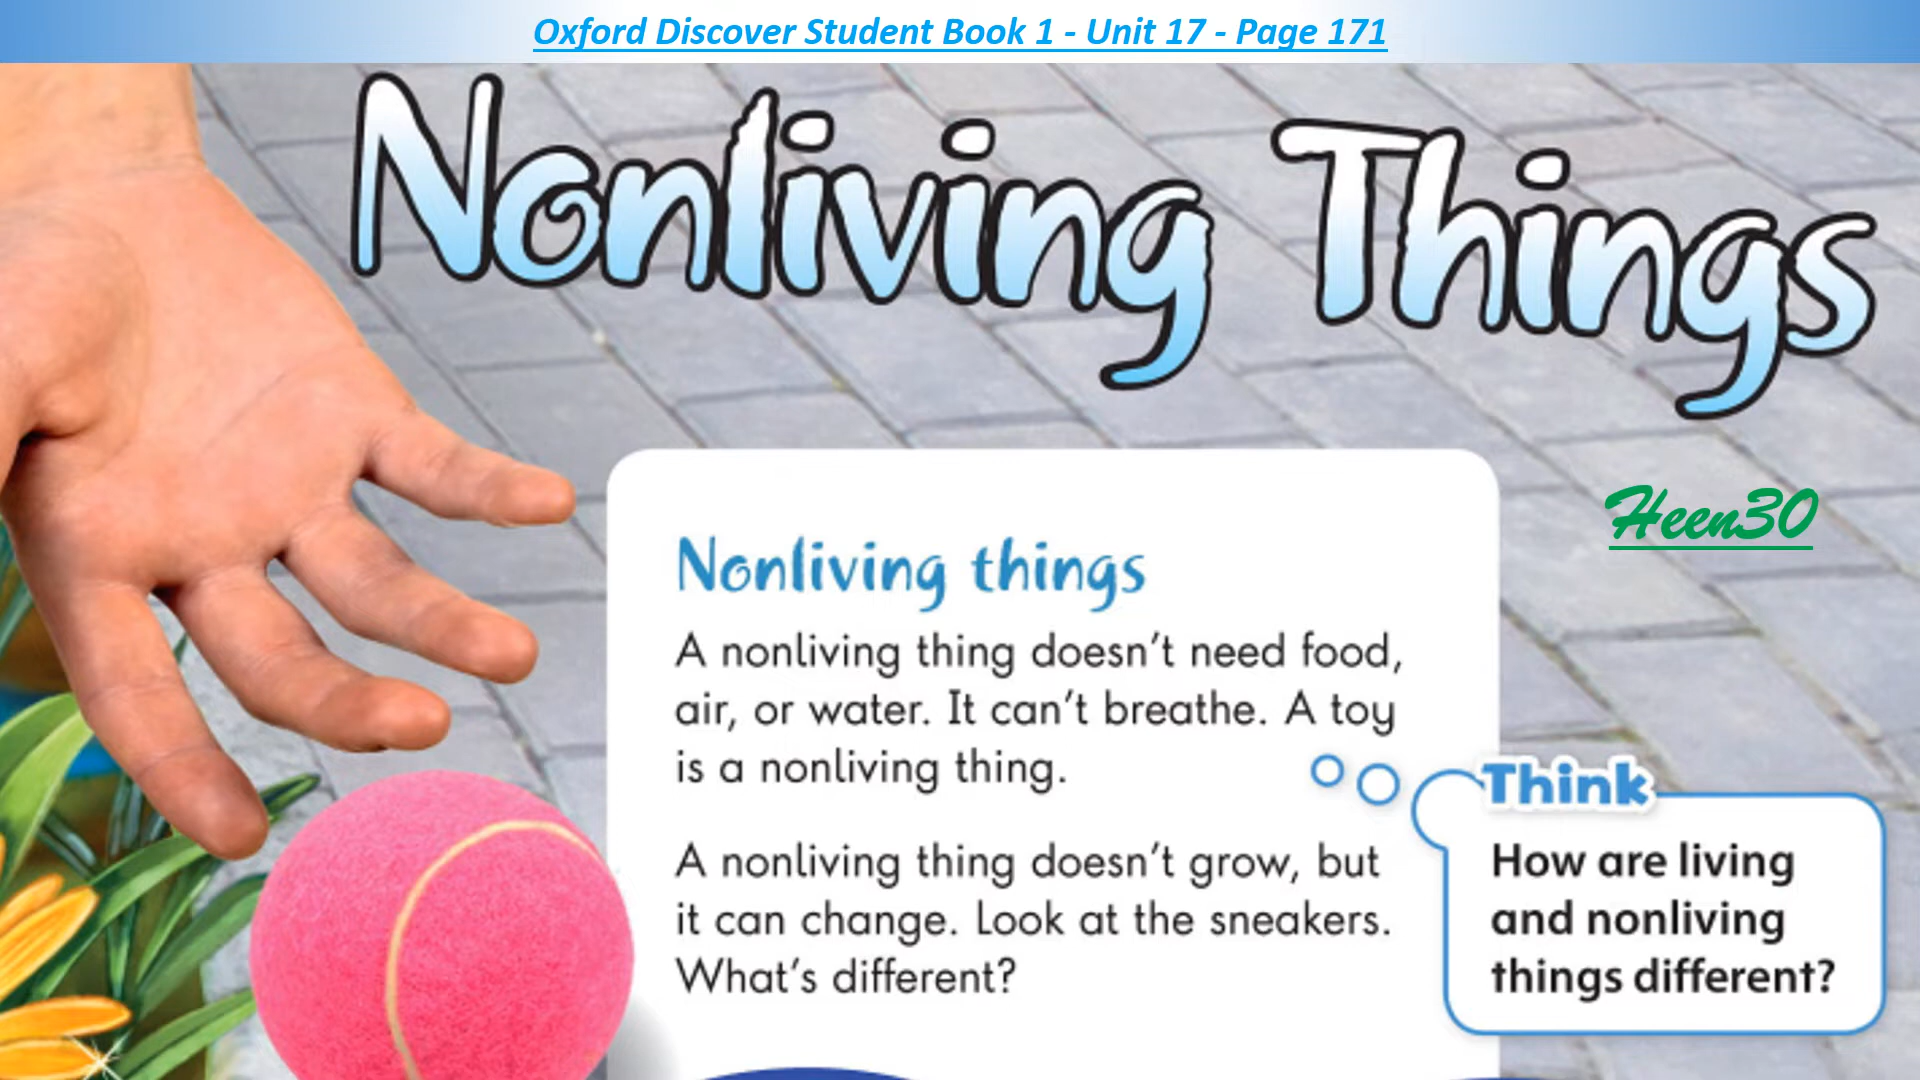 Oxford Discover Student Book 1 - Unit 17 - Page 171
Nonliving Things
Heen30
Nonliving things
A nonliving thing doesn't need food,
air, or water. It can't breathe. A toy
is a nonliving thing.
A nonliving thing doesn't grow, but
it can change. Look at the sneakers.
What's different?
Think
How are living
and nonliving
things different?